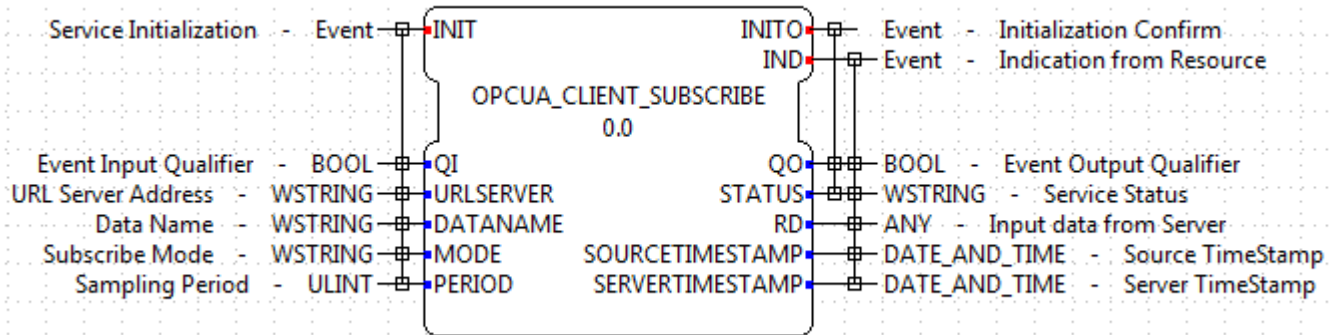 Service Initialization - Event INIT INITO Event - Initialization Confirm
IND Event - Indication from Resource
OPCUA_CLIENT_SUBSCRIBE
0.0
Event Input Qualifier - BOOL QI QO BOOL - Event Output Qualifier
URL Server Address - WSTRING URLSERVER STATUS WSTRING - Service Status
Data Name - WSTRING DATANAME RD ANY - Input data from Server
Subscribe Mode - WSTRING MODE SOURCETIMESTAMP DATE_AND_TIME - Source TimeStamp
Sampling Period - ULINT PERIOD SERVERTIMESTAMP DATE_AND_TIME - Server TimeStamp